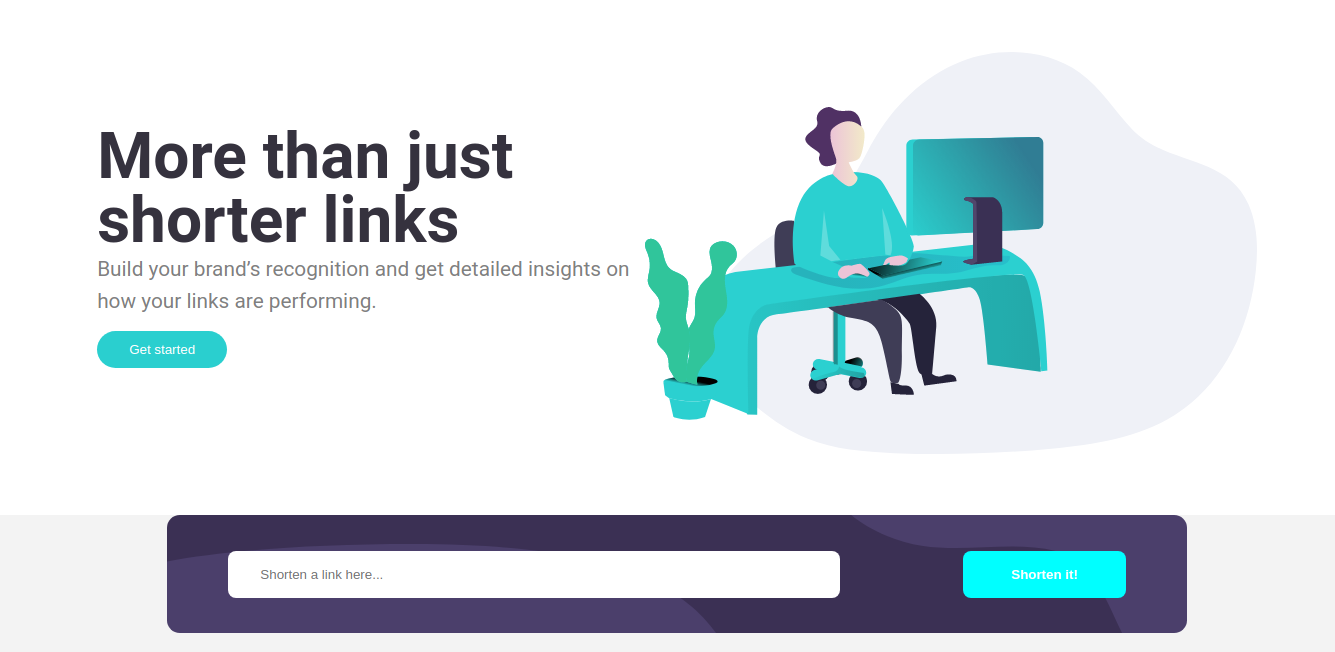 More than just
shorter links
Build your brand’s recognition and get detailed insights on
how your links are performing.
Get started
Shorten a link here...
Shorten it!